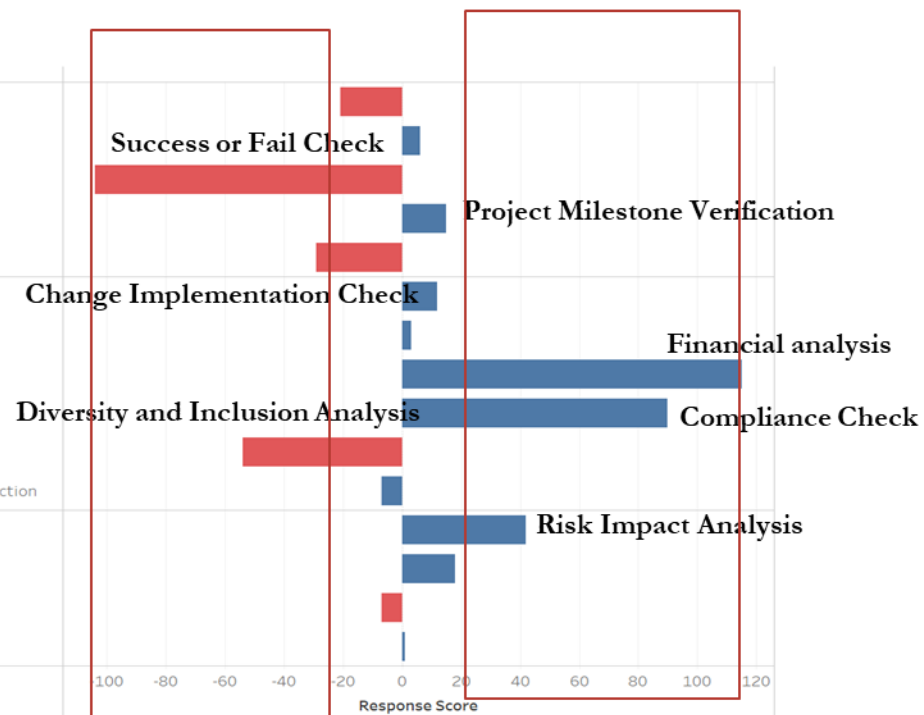 Success or Fail Check
Project Milestone Verification
Change Implementation Check
Financial analysis
Diversity and Inclusion Analysis
Compliance Check
ction
Risk Impact Analysis
-100 -80 -60 -40 -20 0 20 40 60 80 100 120
Response Score